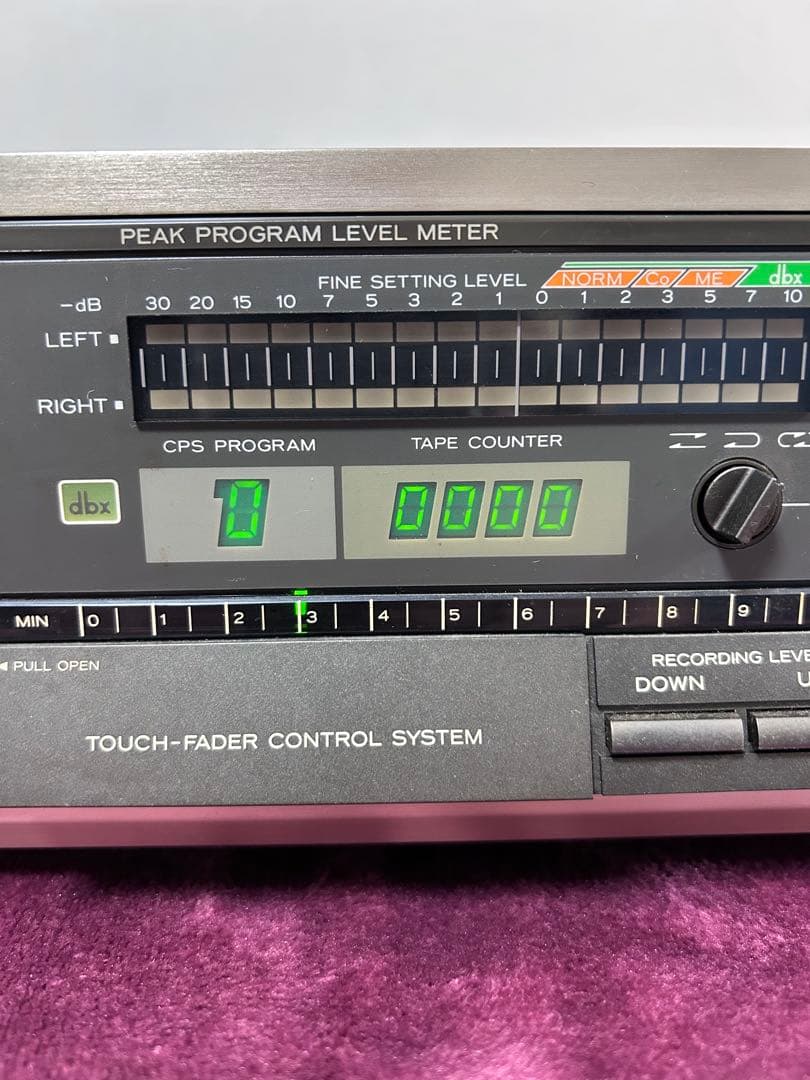 PEAK PROGRAM LEVEL METER
FINE SETTING LEVEL NORM Co ME dbx
-dB 30 20 15 10 7 5 3 2 1 0 1 2 3 5 7 10
LEFT
RIGHT
CPS PROGRAM TAPE COUNTER
dbx 0 0000
MIN 0 1 2 3 4 5 6 7 8 9
PULL OPEN
RECORDING LEVE
DOWN U
TOUCH-FADER CONTROL SYSTEM